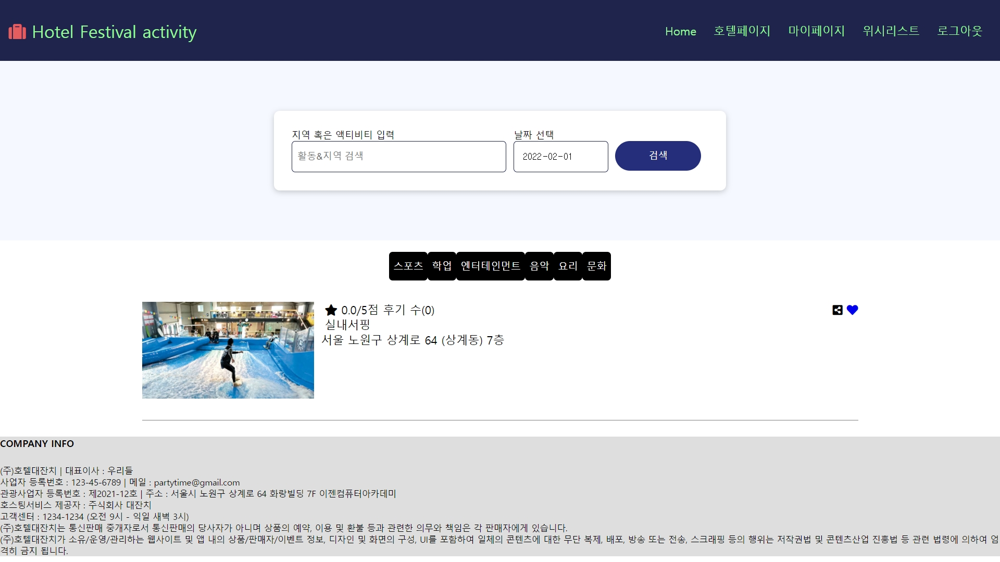 Hotel Festival activity
Home 호텔페이지 마이페이지 위시리스트 로그아웃
지역 혹은 액티비티 입력
날짜 선택
활동&지역 검색
2022-02-01
검색
스포츠 학업 엔터테인먼트 음악 요리 문화
0.0/5점 후기 수(0)
실내서핑
서울 노원구 상계로 64 (상계동) 7층
COMPANY INFO
(주)호텔대잔치 | 대표이사 : 우리들
사업자 등록번호 : 123-45-6789 | 메일 : partytime@gmail.com
관광사업자 등록번호 : 제2021-12호 | 주소 : 서울시 노원구 상계로 64 화랑빌딩 7F 이젠컴퓨터아카데미
호스팅서비스 제공자 : 주식회사 대잔치
고객센터 : 1234-1234 (오전 9시 - 익일 새벽 3시)
(주)호텔대잔치는 통신판매 중개자로서 통신판매의 당사자가 아니며 상품의 예약, 이용 및 환불 등과 관련한 의무와 책임은 각 판매자에게 있습니다.
(주)호텔대잔치가 소유/운영/관리하는 웹사이트 및 앱 내의 상품/판매자/이벤트 정보, 디자인 및 화면의 구성, UI를 포함하여 일체의 콘텐츠에 대한 무단 복제, 배포, 방송 또는 전송, 스크래핑 등의 행위는 저작권법 및 콘텐츠산업 진흥법 등 관련 법령에 의하여 엄
격히 금지 됩니다.